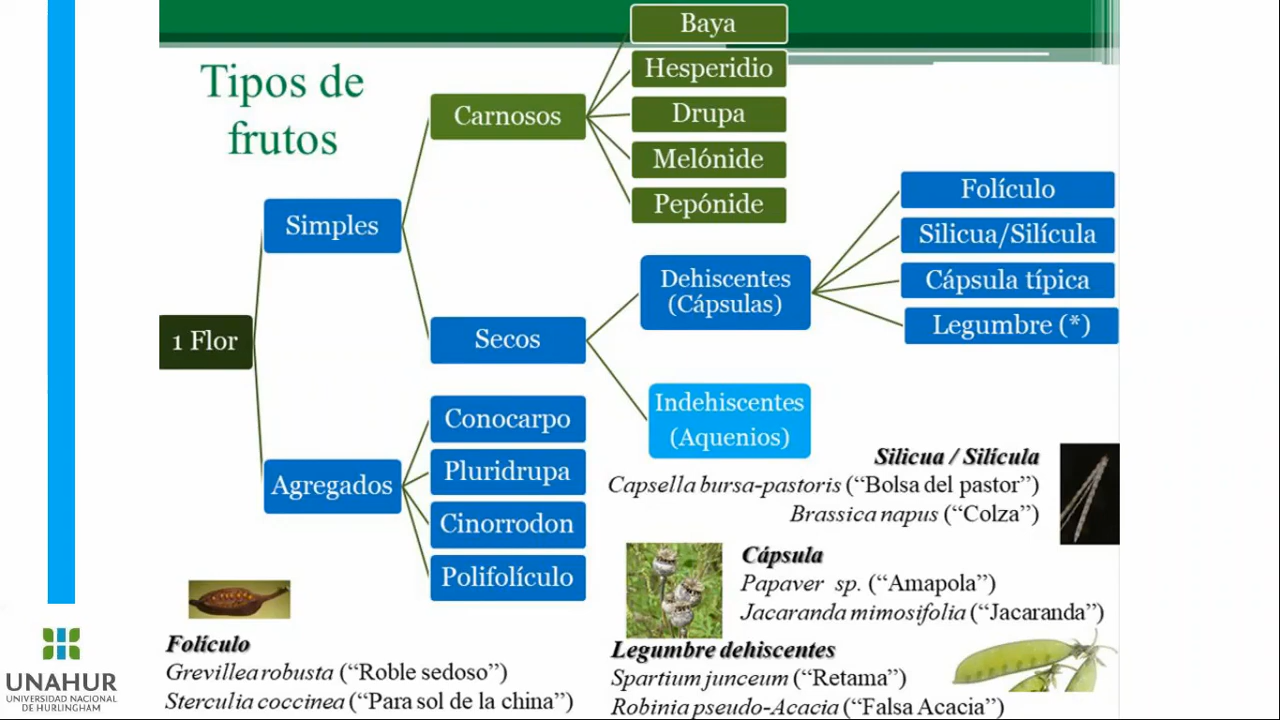 Tipos de
frutos
1 Flor
Simples
Agregados
Carnosos
Secos
Conocarpo
Pluridrupa
Cinorrodon
Polifolículo
Baya
Hesperidio
Drupa
Melónide
Pepónide
Dehiscentes
(Cápsulas)
Indehiscentes
(Aquenios)
Folículo
Silicua/Silícula
Cápsula típica
Legumbre (*)
Silicua / Silícula
Capsella bursa-pastoris (“Bolsa del pastor”)
Brassica napus (“Colza”)
Cápsula
Papaver sp. (“Amapola”)
Jacaranda mimosifolia (“Jacaranda”)
Legumbre dehiscentes
Spartium junceum (“Retama”)
Robinia pseudo-Acacia (“Falsa Acacia”)
Folículo
Grevillea robusta (“Roble sedoso”)
Sterculia coccinea (“Para sol de la china”)
UNAHUR
UNIVERSIDAD NACIONAL
DE HURLINGHAM